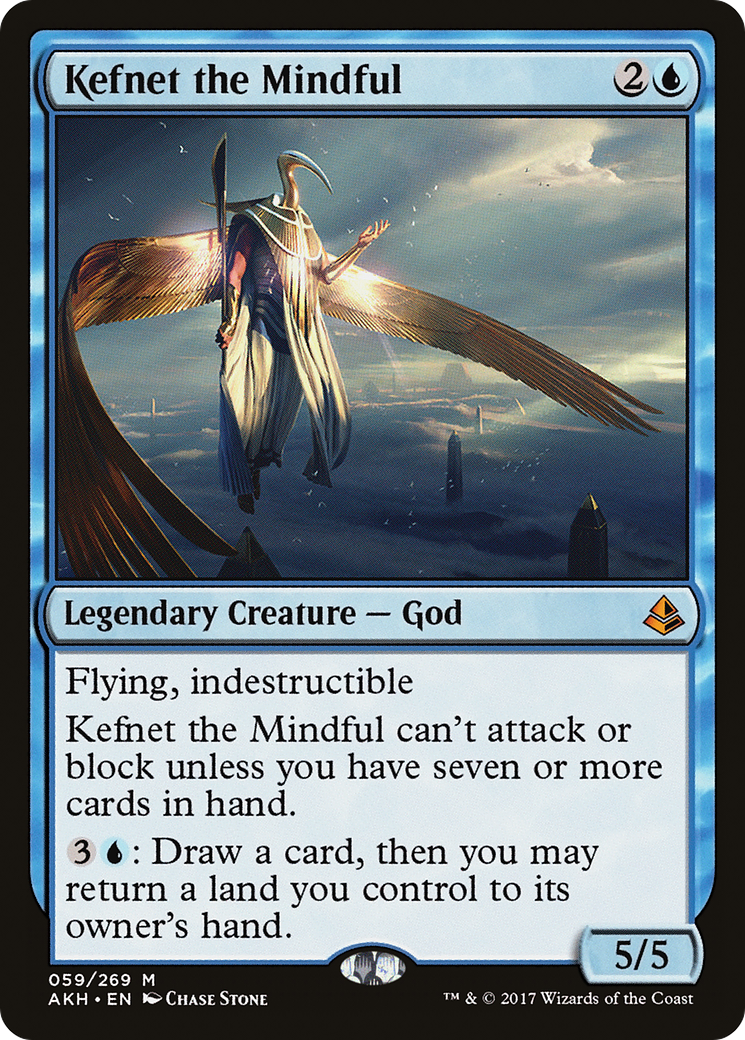 Kefnet the Mindful 2
Legendary Creature — God
Flying, indestructible
Kefnet the Mindful can't attack or
block unless you have seven or more
cards in hand.
3 : Draw a card, then you may
return a land you control to its
owner's hand.
5/5
059/269 M
AKH • EN Chase Stone
™ & © 2017 Wizards of the Coast